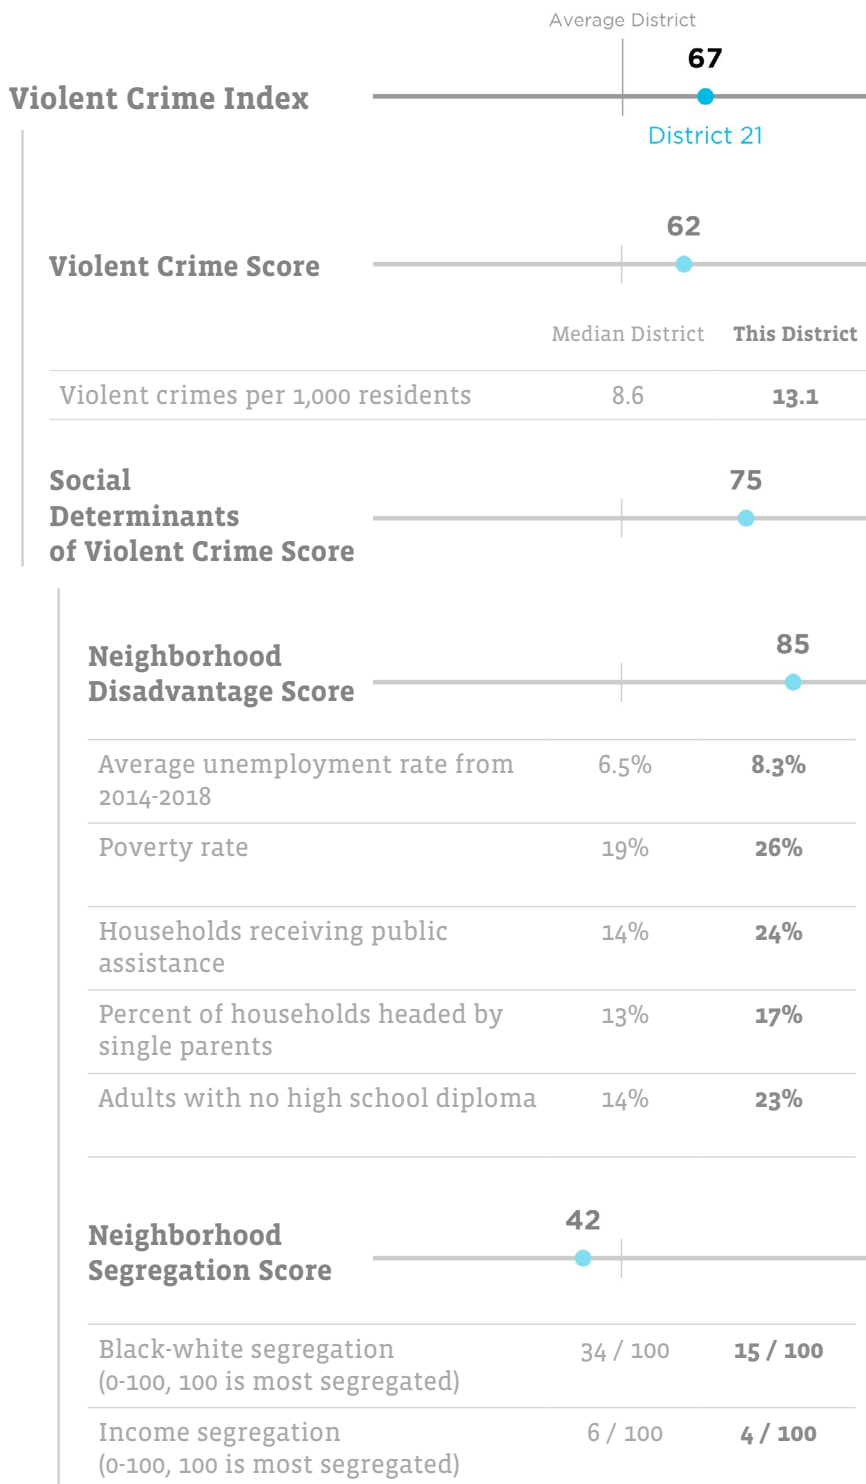 Average District
67
Violent Crime Index
District 21
62
Violent Crime Score
Median District This District
Violent crimes per 1,000 residents 8.6 13.1
Social
75
Determinants
of Violent Crime Score
85
Neighborhood
Disadvantage Score
Average unemployment rate from 6.5% 8.3%
2014-2018
Poverty rate 19% 26%
Households receiving public 14% 24%
assistance
Percent of households headed by 13% 17%
single parents
Adults with no high school diploma 14% 23%
42
Neighborhood
Segregation Score
Black-white segregation 34 / 100 15 / 100
(0-100, 100 is most segregated)
Income segregation 6 / 100 4 / 100
(0-100, 100 is most segregated)